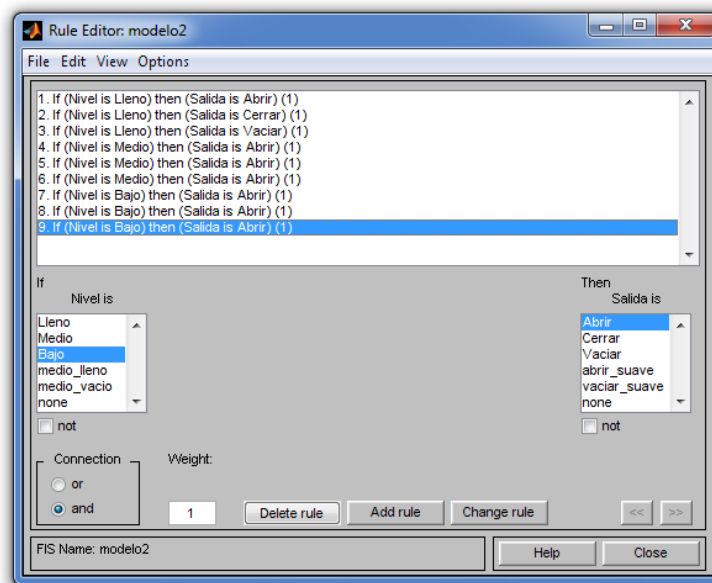 Rule Editor: modelo2
File Edit View Options
1. If (Nivel is Lleno) then (Salida is Abrir) (1)
2. If (Nivel is Lleno) then (Salida is Cerrar) (1)
3. If (Nivel is Lleno) then (Salida is Vaciar) (1)
4. If (Nivel is Medio) then (Salida is Abrir) (1)
5. If (Nivel is Medio) then (Salida is Abrir) (1)
6. If (Nivel is Medio) then (Salida is Abrir) (1)
7. If (Nivel is Bajo) then (Salida is Abrir) (1)
8. If (Nivel is Bajo) then (Salida is Abrir) (1)
9. If (Nivel is Bajo) then (Salida is Abrir) (1)
If
Nivel is
Lleno
Medio
Bajo
medio_lleno
medio_vacio
none
not
Then
Salida is
Abrir
Cerrar
Vaciar
abrir_suave
vaciar_suave
none
not
Connection
or
and
Weight:
1
Delete rule
Add rule
Change rule
<<
>>
FIS Name: modelo2
Help
Close